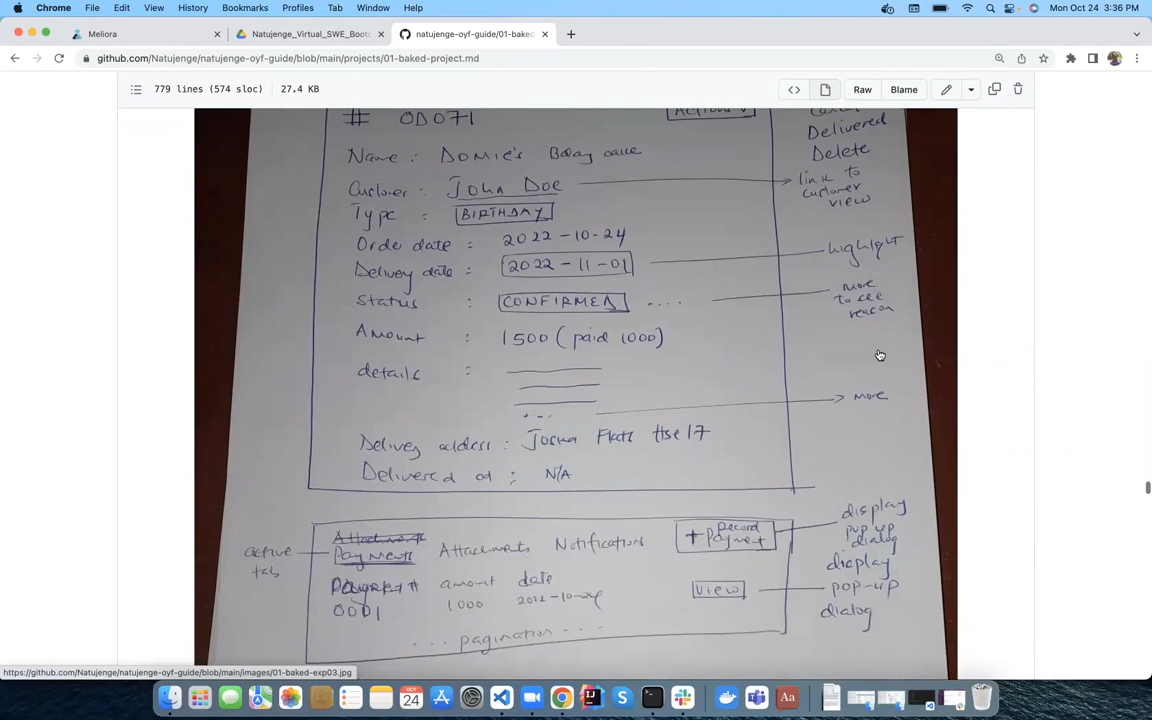 Chrome File Edit View History Bookmarks Profiles Tab Window Help Mon Oct 24 3:36 PM
Meliora Natujenge_Virtual_SWE_Bootc natujenge-oyf-guide/01-baked-
github.com/Natujenge/natujenge-oyf-guide/blob/main/projects/01-baked-project.md
779 lines (574 sloc) 27.4 KB Raw Blame
# OD071
Delivered
Name : DOMIE's Bday cake
Delete
Customer : John Doe
link to
customer
view
Type : BIRTHDAY
Order date : 2022-10-24
highlight
Delivery date : 2022-11-01
more
to see
reason
Status : CONFIRMED ....
Amount : 1500 (paid 1000)
details :
more
Delivery address : Flats Hse 17
Delivered at : N/A
display
pop up
dialog
active
tab
Payments Attachments Notifications + Record Payment
display
pop-up
dialog
amount date
0001 1000 2022-10-24 view
... pagination ...
https://github.com/Natujenge/natujenge-oyf-guide/blob/main/images/01-baked-exp03.jpg
OCT
24
Aa